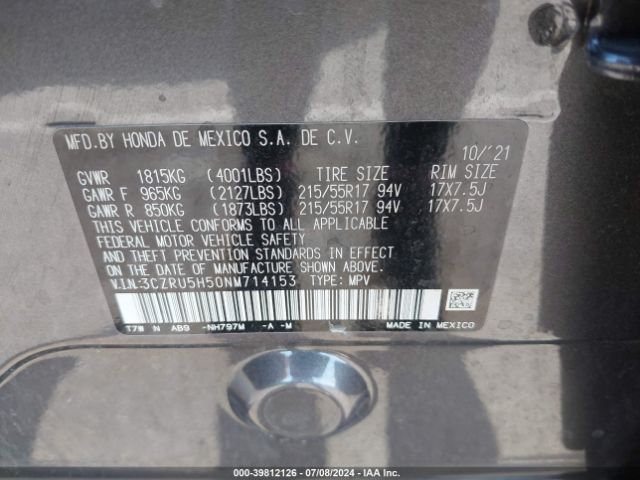 MFD.BY HONDA DE MEXICO S.A. DE C.V.
10/'21
GVWR 1815KG (4001LBS) TIRE SIZE RIM SIZE
GAWR F 965KG (2127LBS) 215/55R17 94V 17X7.5J
GAWR R 850KG (1873LBS) 215/55R17 94V 17X7.5J
THIS VEHICLE CONFORMS TO ALL APPLICABLE
FEDERAL MOTOR VEHICLE SAFETY
AND THEFT PREVENTION STANDARDS IN EFFECT
ON THE DATE OF MANUFACTURE SHOWN ABOVE.
V.I.N:3CZRU5H50NM714153 TYPE: MPV
T7W N AB9 -NH797M -A -M MADE IN MEXICO
000-39812126 - 07/08/2024 - IAA Inc.